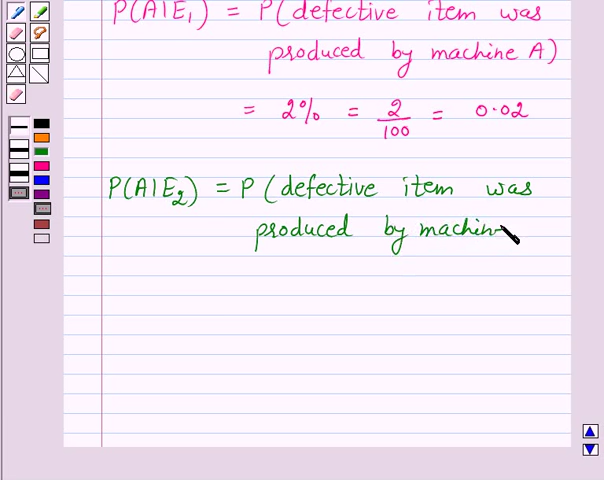 P(A|E₁) = P(defective item was
produced by machine A)
= 2% = 2/100 = 0.02
P(A|E₂) = P(defective item was
produced by machin